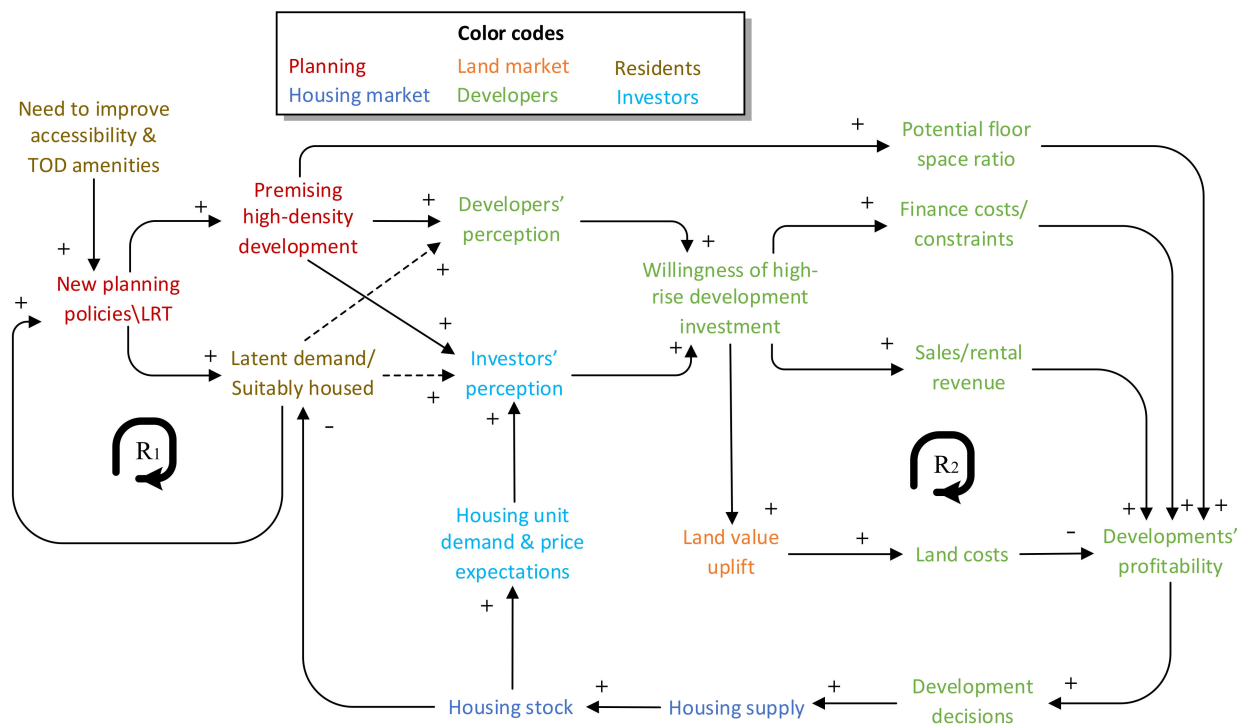 Color codes
Planning
Land market
Residents
Housing market
Developers
Investors
Need to improve
accessibility &
TOD amenities
+
New planning
policies\LRT
+
+
Premising
high-density
development
+
Latent demand/
Suitably housed
-
R1
+
Developers’
perception
+
+
Investors’
perception
+
+
+
Housing unit
demand & price
expectations
+
+
Willingness of high-
rise development
investment
+
+
Potential floor
space ratio
+
Finance costs/
constraints
+
Sales/rental
revenue
R2
+
Land value
uplift
+
Land costs
-
+
+
+
Developments’
profitability
+
Development
decisions
+
Housing supply
+
Housing stock